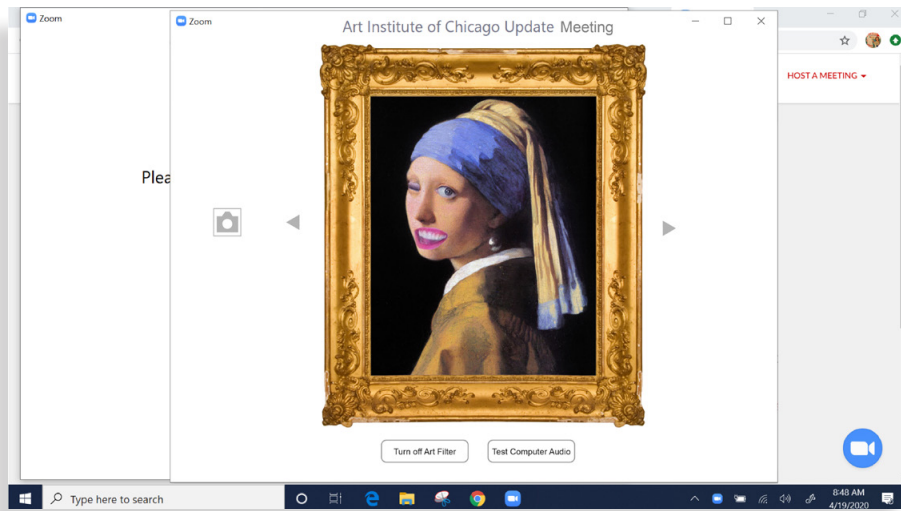 Zoom
Zoom
Art Institute of Chicago Update Meeting
HOST A MEETING
Plea
Turn off Art Filter
Test Computer Audio
Type here to search
8:48 AM
4/19/2020